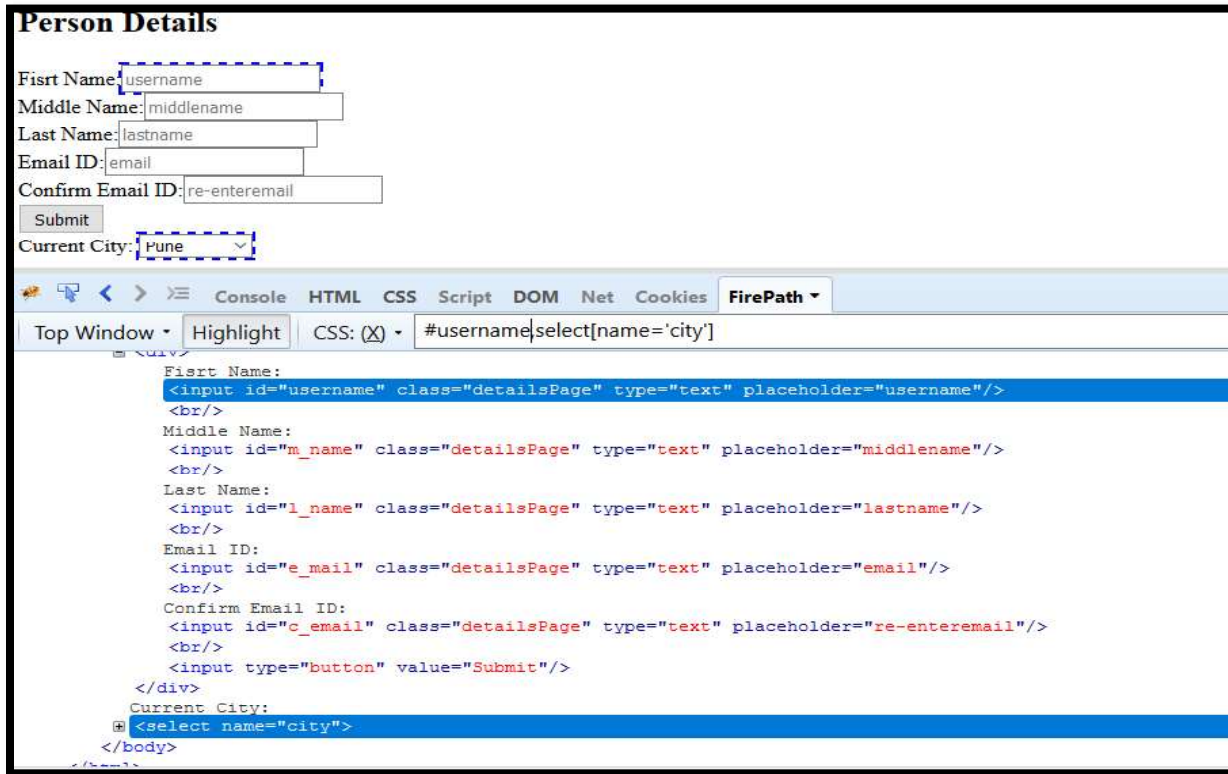 Person Details
Fisrt Name:username
Middle Name:middlename
Last Name:lastname
Email ID:email
Confirm Email ID:re-enteremail
Submit
Current City: Pune
Console HTML CSS Script DOM Net Cookies FirePath
Top Window Highlight CSS: (X) #username,select[name='city']
<div>
Fisrt Name:
<input id="username" class="detailsPage" type="text" placeholder="username"/>
<br/>
Middle Name:
<input id="m_name" class="detailsPage" type="text" placeholder="middlename"/>
<br/>
Last Name:
<input id="l_name" class="detailsPage" type="text" placeholder="lastname"/>
<br/>
Email ID:
<input id="e_mail" class="detailsPage" type="text" placeholder="email"/>
<br/>
Confirm Email ID:
<input id="c_email" class="detailsPage" type="text" placeholder="re-enteremail"/>
<br/>
<input type="button" value="Submit"/>
</div>
Current City:
<select name="city">
</body>
</html>